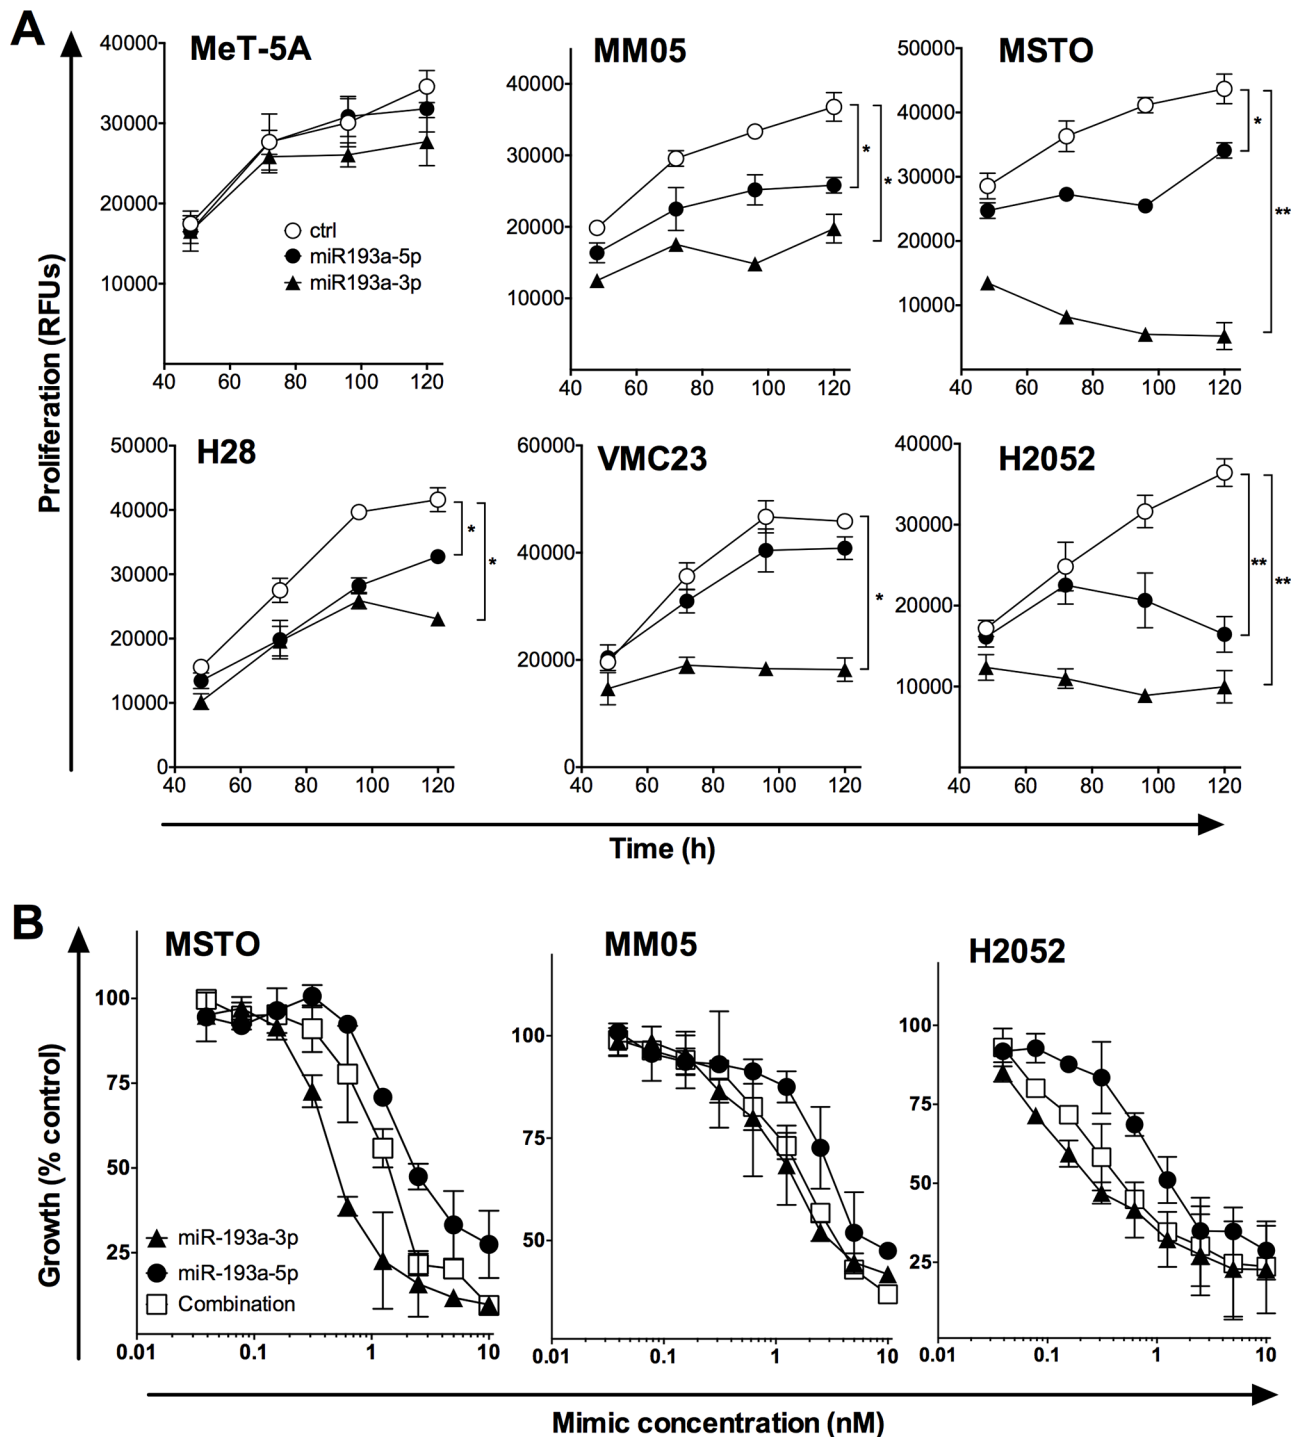 A
Proliferation (RFUs)
MeT-5A
40000
30000
20000
10000
40 60 80 100 120
ctrl
miR193a-5p
miR193a-3p
MM05
40000
30000
20000
10000
40 60 80 100 120
*
*
MSTO
50000
40000
30000
20000
10000
40 60 80 100 120
*
**
H28
50000
40000
30000
20000
10000
0
40 60 80 100 120
*
*
VMC23
60000
40000
20000
0
40 60 80 100 120
*
H2052
40000
30000
20000
10000
40 60 80 100 120
**
**
Time (h)
B
Growth (% control)
MSTO
100
75
50
25
miR-193a-3p
miR-193a-5p
Combination
0.01 0.1 1 10
MM05
100
75
50
0.01 0.1 1 10
H2052
100
75
50
25
0.01 0.1 1 10
Mimic concentration (nM)